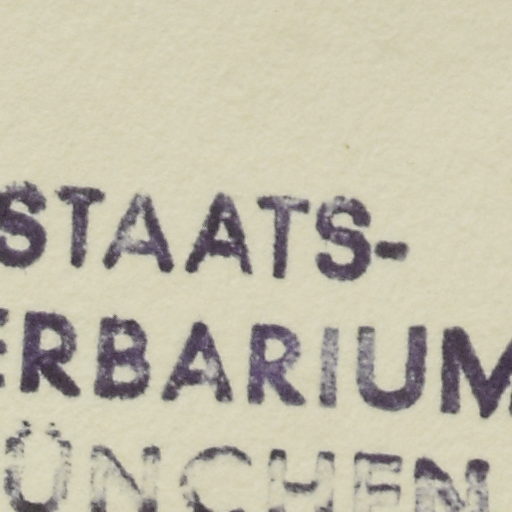 STAATS-
ERBARIUM
ÜNCHEN